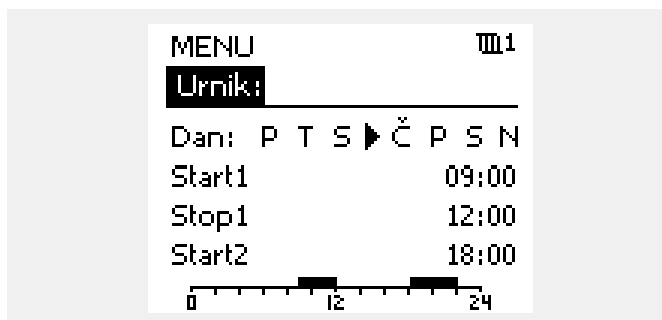 MENU 1
Urnik:
Dan: P T S ▶ Č P S N
Start1 09:00
Stop1 12:00
Start2 18:00
0 12 24